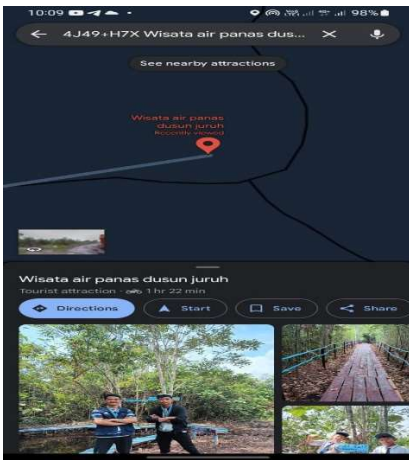 10:09 98%
4J49+H7X Wisata air panas dus...
See nearby attractions
Wisata air panas
dusun juruh
Recently viewed
Wisata air panas dusun juruh
Tourist attraction · 1 hr 22 min
Directions Start Save Share